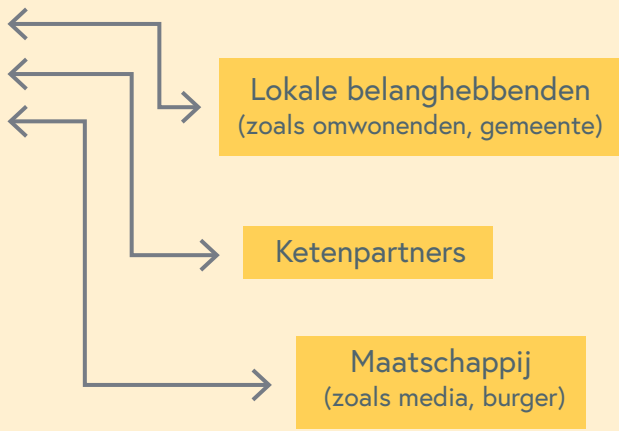 Lokale belanghebbenden
(zoals omwonenden, gemeente)
Ketenpartners
Maatschappij
(zoals media, burger)